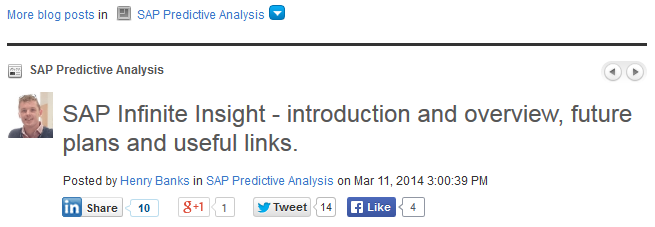 More blog posts in SAP Predictive Analysis
SAP Predictive Analysis
SAP Infinite Insight - introduction and overview, future
plans and useful links.
Posted by Henry Banks in SAP Predictive Analysis on Mar 11, 2014 3:00:39 PM
in Share 10 g+1 1 Tweet 14 f Like 4